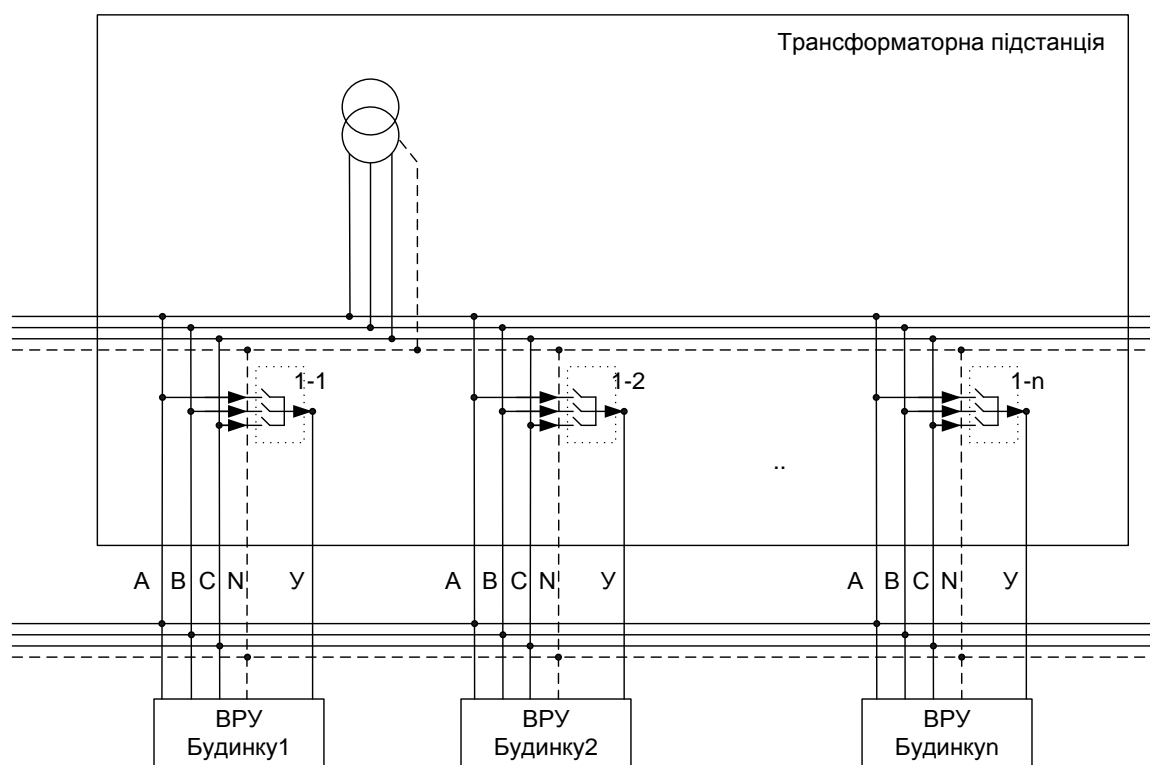 Трансформаторна підстанція
1-1
1-2
1-n
..
A B C N У
A B C N У
A B C N У
ВРУ
Будинку1
ВРУ
Будинку2
ВРУ
Будинкуn